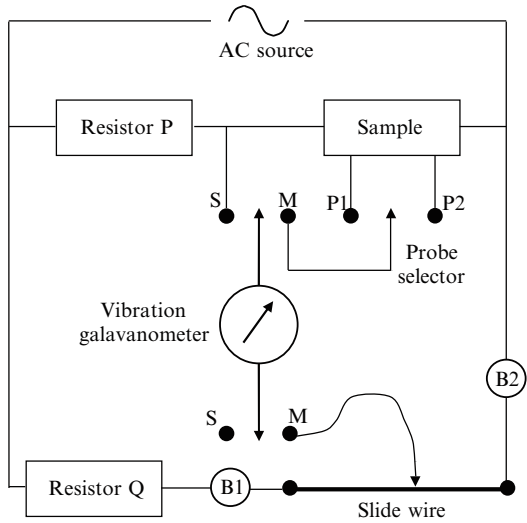 AC source
Resistor P
Sample
S
M
P1
P2
Probe
selector
Vibration
galavanometer
B2
S
M
Resistor Q
B1
Slide wire